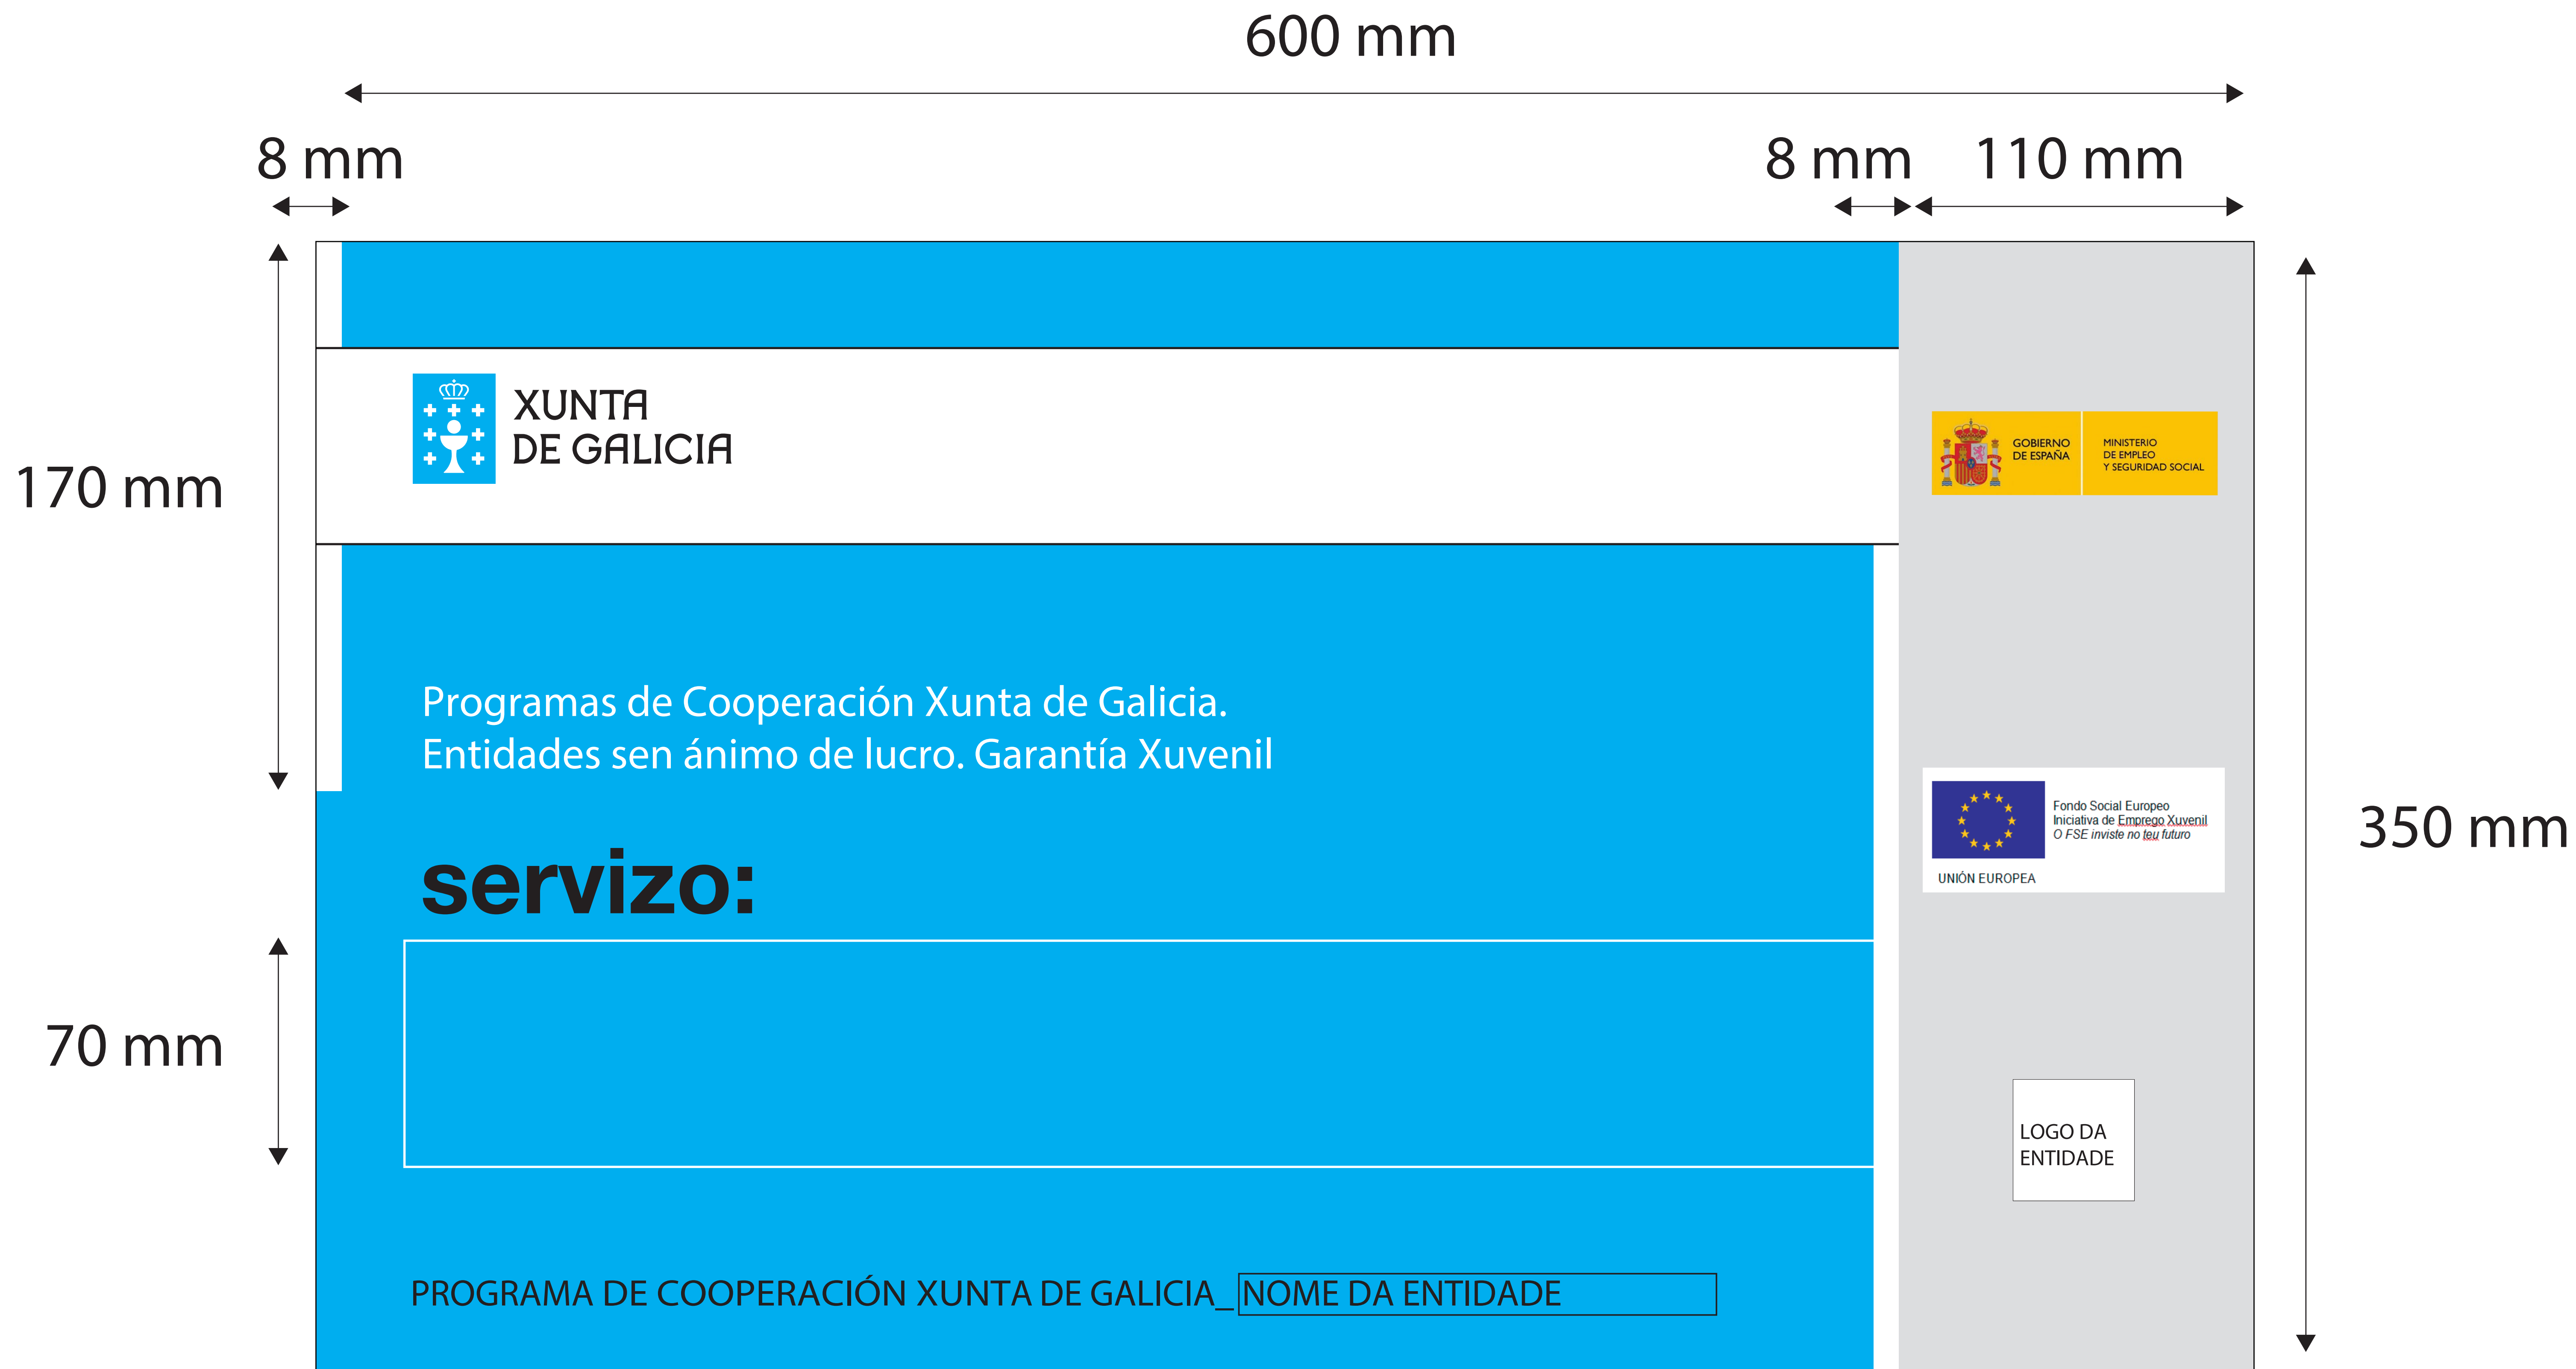 600 mm
8 mm
8 mm
110 mm
170 mm
XUNTA
DE GALICIA
GOBIERNO
DE ESPAÑA
MINISTERIO
DE EMPLEO
Y SEGURIDAD SOCIAL
Programas de Cooperación Xunta de Galicia.
Entidades sen ánimo de lucro. Garantía Xuvenil
Fondo Social Europeo
Iniciativa de Emprego Xuvenil
O FSE inviste no teu futuro
UNIÓN EUROPEA
350 mm
servizo:
70 mm
LOGO DA
ENTIDADE
PROGRAMA DE COOPERACIÓN XUNTA DE GALICIA_NOME DA ENTIDADE